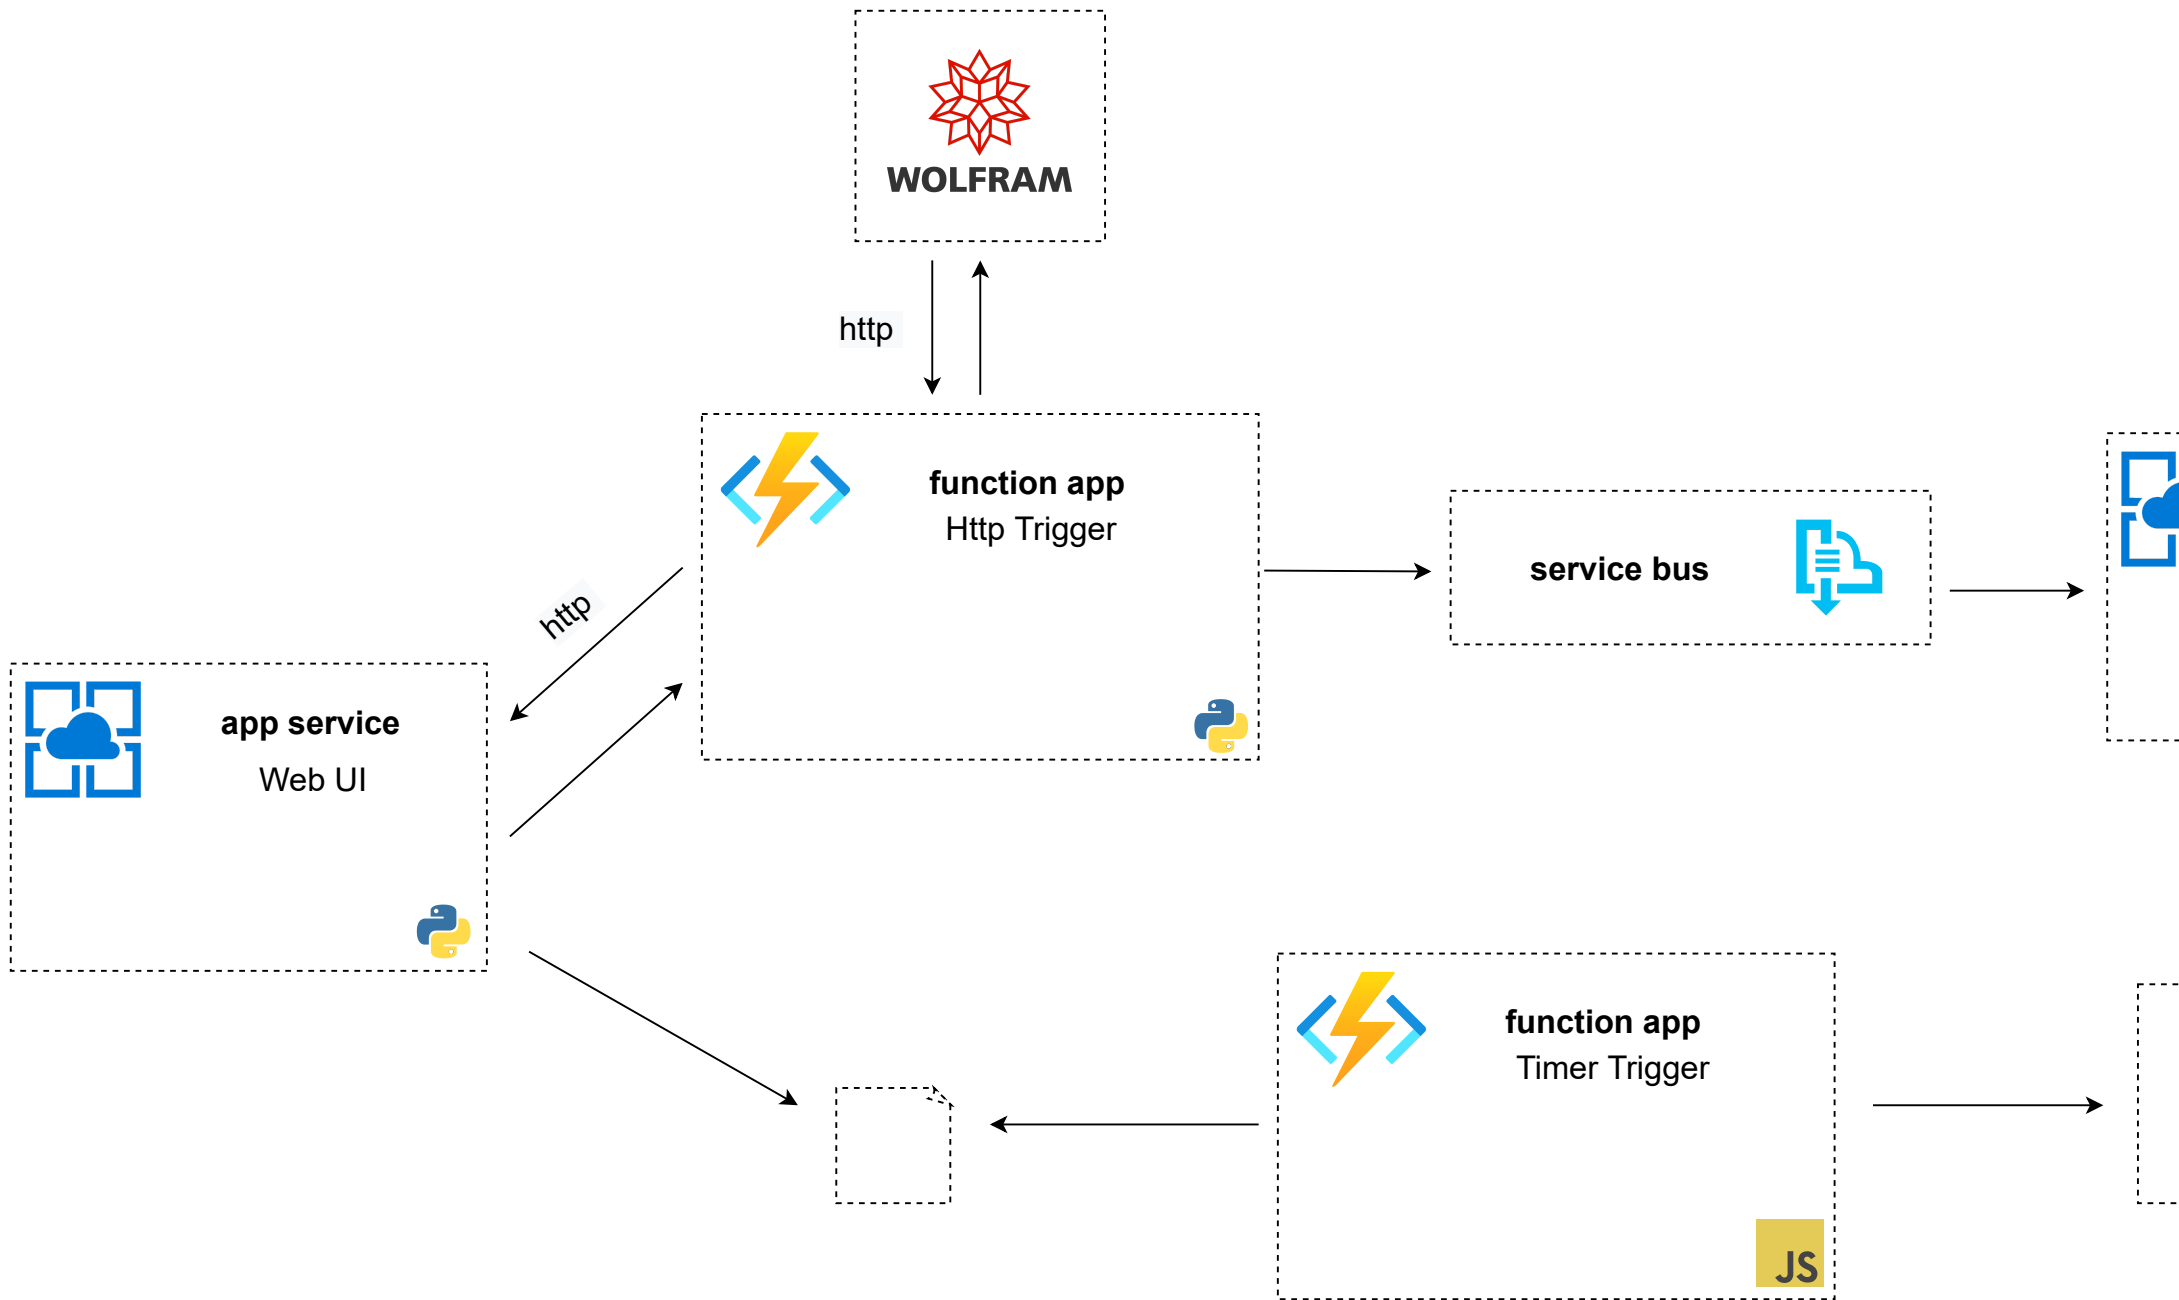 WOLFRAM
http
function app
Http Trigger
service bus
http
app service
Web UI
function app
Timer Trigger
JS